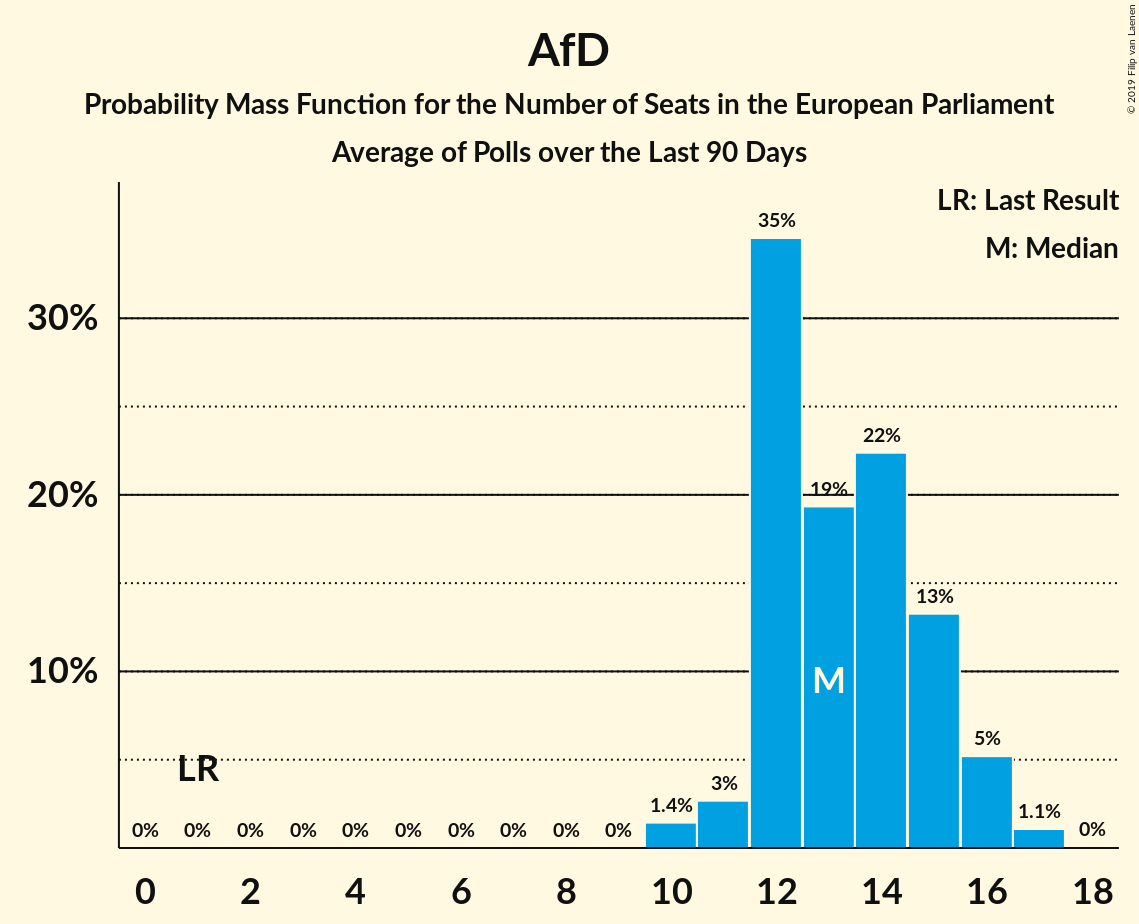 AfD
Probability Mass Function for the Number of Seats in the European Parliament
Average of Polls over the Last 90 Days
© 2019 Filip van Laenen
LR: Last Result
M: Median
30%
20%
10%
35%
22%
19%
13%
5%
3%
1.4%
1.1%
M
LR
0% 0% 0% 0% 0% 0% 0% 0% 0% 0% 0%
0 2 4 6 8 10 12 14 16 18